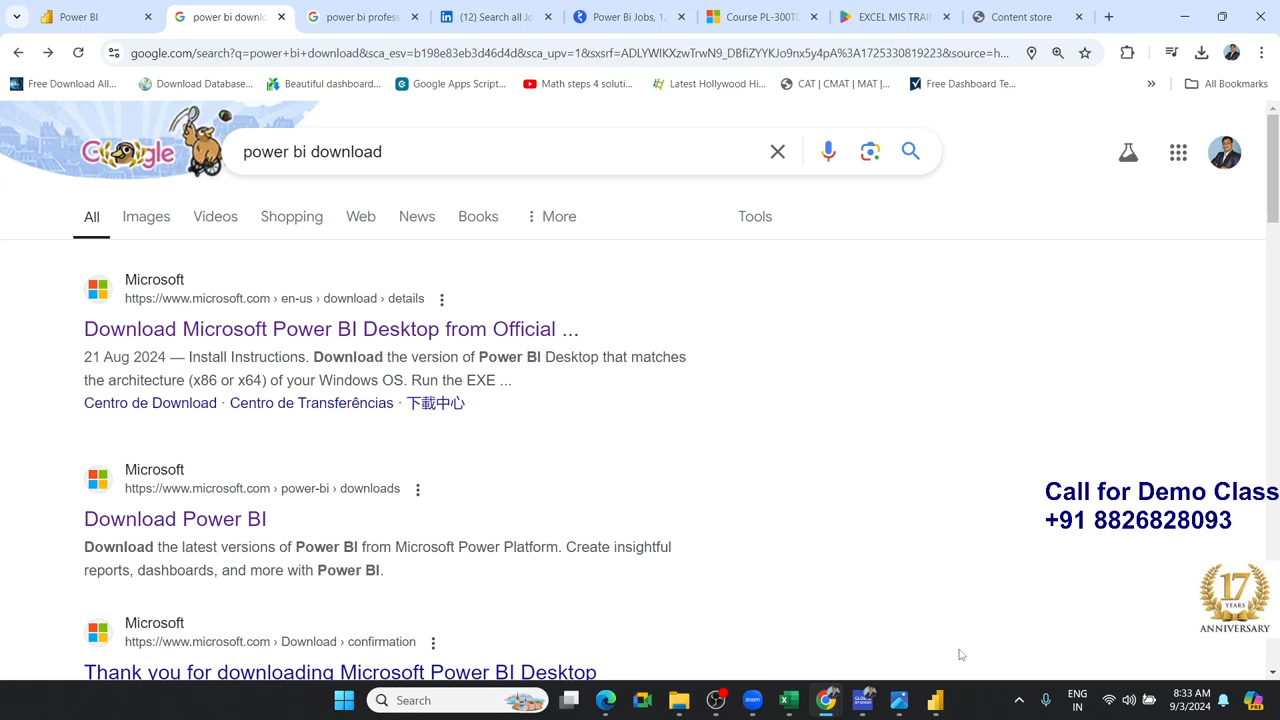 Power BI
power bi downlo
power bi profess
(12) Search all Jo
Power Bi Jobs, 12
Course PL-300T0
EXCEL MIS TRAI
Content store
google.com/search?q=power+bi+download&sca_esv=b198e83eb3d46d4d&sca_upv=1&sxsrf=ADLYWIKXzwTrwN9_DBfiZYYKJo9nx5y4pA%3A1725330819223&source=h...
Free Download All...
Download Database...
Beautiful dashboard...
Google Apps Script...
Math steps 4 soluti...
Latest Hollywood Hi...
CAT | CMAT | MAT |...
Free Dashboard Te...
All Bookmarks
Google
power bi download
All
Images
Videos
Shopping
Web
News
Books
More
Tools
Microsoft
https://www.microsoft.com › en-us › download › details
Download Microsoft Power BI Desktop from Official ...
21 Aug 2024 — Install Instructions. Download the version of Power BI Desktop that matches
the architecture (x86 or x64) of your Windows OS. Run the EXE ...
Centro de Download · Centro de Transferências · 下載中心
Microsoft
https://www.microsoft.com › power-bi › downloads
Download Power BI
Download the latest versions of Power BI from Microsoft Power Platform. Create insightful
reports, dashboards, and more with Power BI.
Microsoft
https://www.microsoft.com › Download › confirmation
Thank you for downloading Microsoft Power BI Desktop
Call for Demo Class
+91 8826828093
17
YEARS
ANNIVERSARY
Search
ENG
IN
8:33 AM
9/3/2024